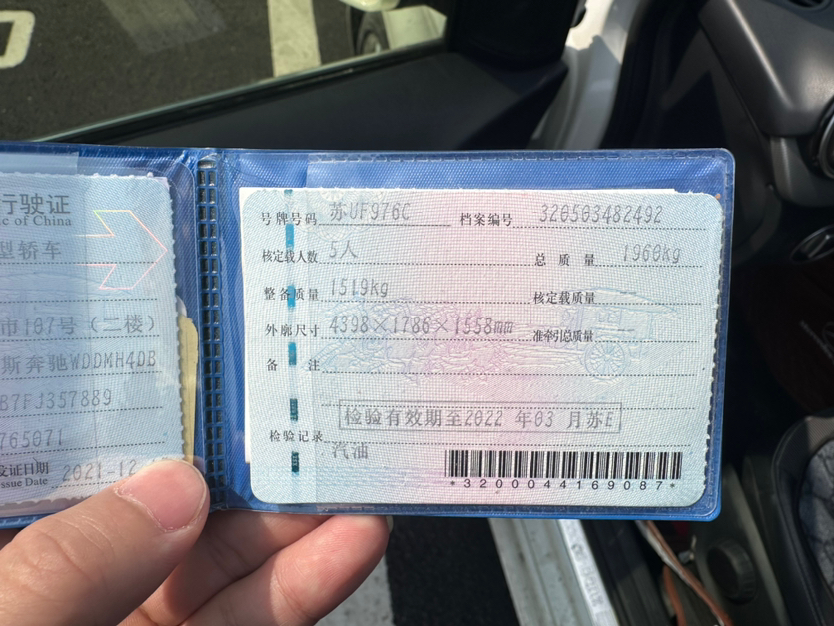 行驶证
e of China
型轿车
市107号（二楼）
斯奔驰WDDMH4DB
B7FJ357889
765071
发证日期 2021-12
Issue Date
号牌号码 苏UF976C 档案编号 320503482492
核定载人数 5人 总质量 1960kg
整备质量 1519kg 核定载质量
外廓尺寸 4398×1786×1558mm 准牵引总质量 --
备注
检验有效期至2022 年03 月苏E
检验记录
汽油
*3200044169087*